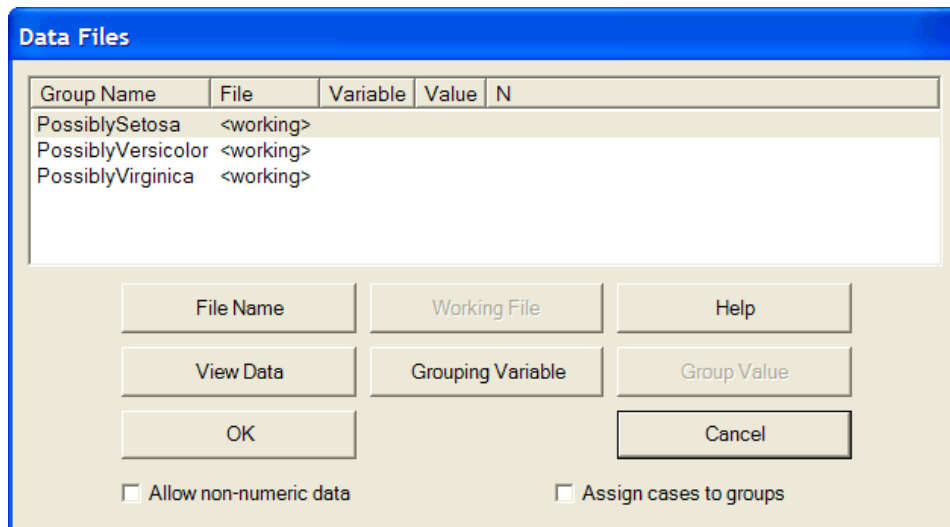 Data Files
Group Name File Variable Value N
PossiblySetosa <working>
PossiblyVersicolor <working>
PossiblyVirginica <working>
File Name Working File Help
View Data Grouping Variable Group Value
OK Cancel
Allow non-numeric data Assign cases to groups